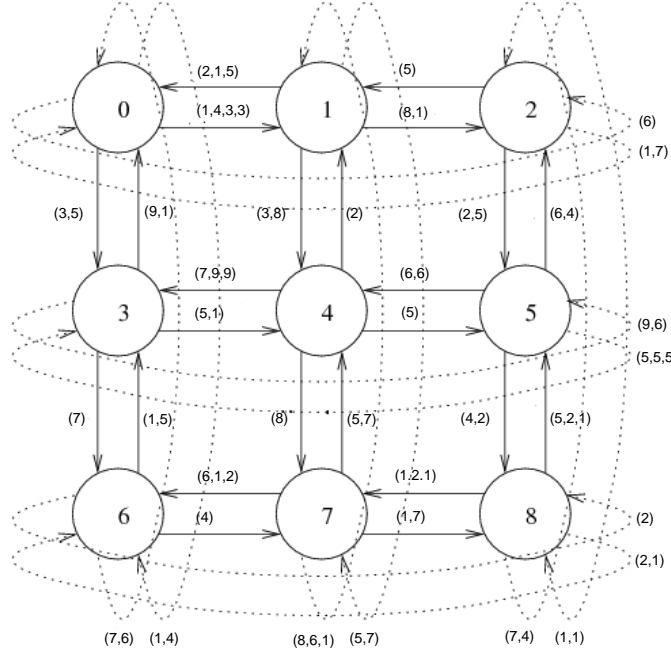 (2,1,5) (5)
0 1 2
(1,4,3,3) (8,1)
(6)
(1,7)
(3,5) (9,1) (3,8) (2) (2,5) (6,4)
(7,9,9) (6,6)
3 4 5
(5,1) (5)
(9,6)
(5,5,5
(7) (1,5) (8) (5,7) (4,2) (5,2,1)
(6,1,2) (1.2.1)
6 7 8
(4) (1,7)
(2)
(2,1)
(7,6) (1,4) (8,6,1) (5,7) (7,4) (1,1)